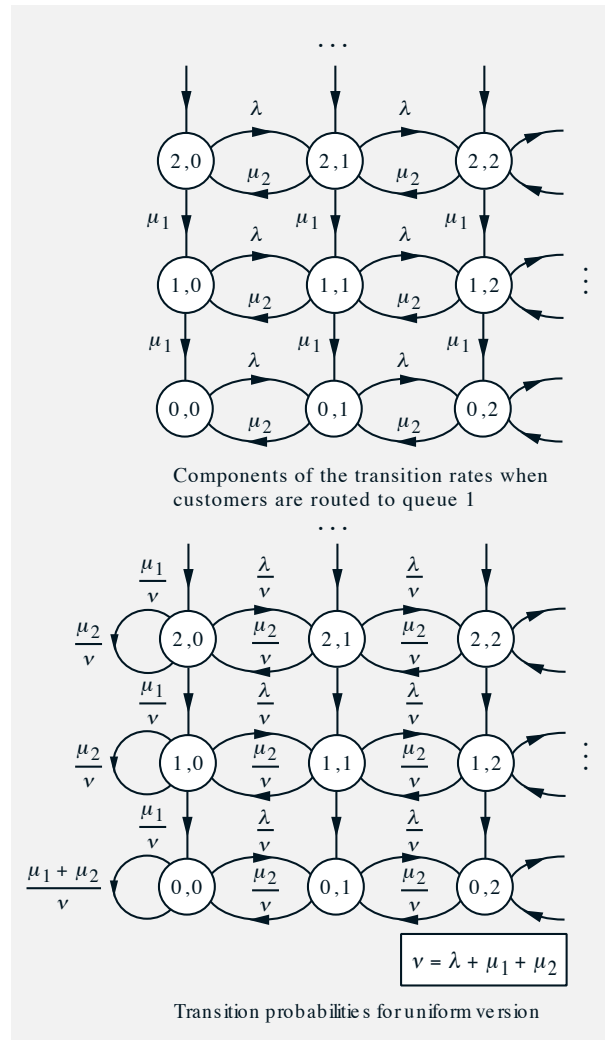 ...
λ λ
2,0 2,1 2,2
μ2 μ2
μ1 μ1 μ1
λ λ
1,0 1,1 1,2
μ2 μ2
μ1 μ1 μ1
λ λ
0,0 0,1 0,2
μ2 μ2
Components of the transition rates when
customers are routed to queue 1
...
μ1/ν λ/ν λ/ν
μ2/ν 2,0 μ2/ν 2,1 μ2/ν 2,2
μ1/ν λ/ν λ/ν
μ2/ν 1,0 μ2/ν 1,1 μ2/ν 1,2
μ1/ν λ/ν λ/ν
μ1 + μ2/ν 0,0 μ2/ν 0,1 μ2/ν 0,2
ν = λ + μ1 + μ2
Transition probabilities for uniform version